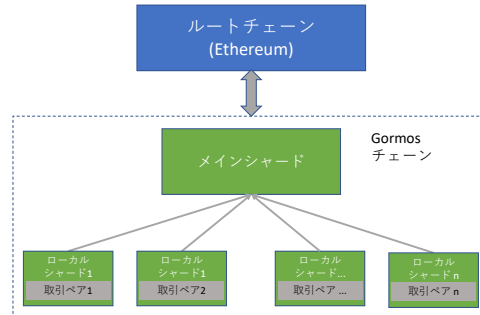 ルートチェーン
(Ethereum)
Gormos
チェーン
メインシャード
ローカル
シャード1
取引ペア1
ローカル
シャード1
取引ペア2
ローカル
シャード...
取引ペア ...
ローカル
シャード n
取引ペア n